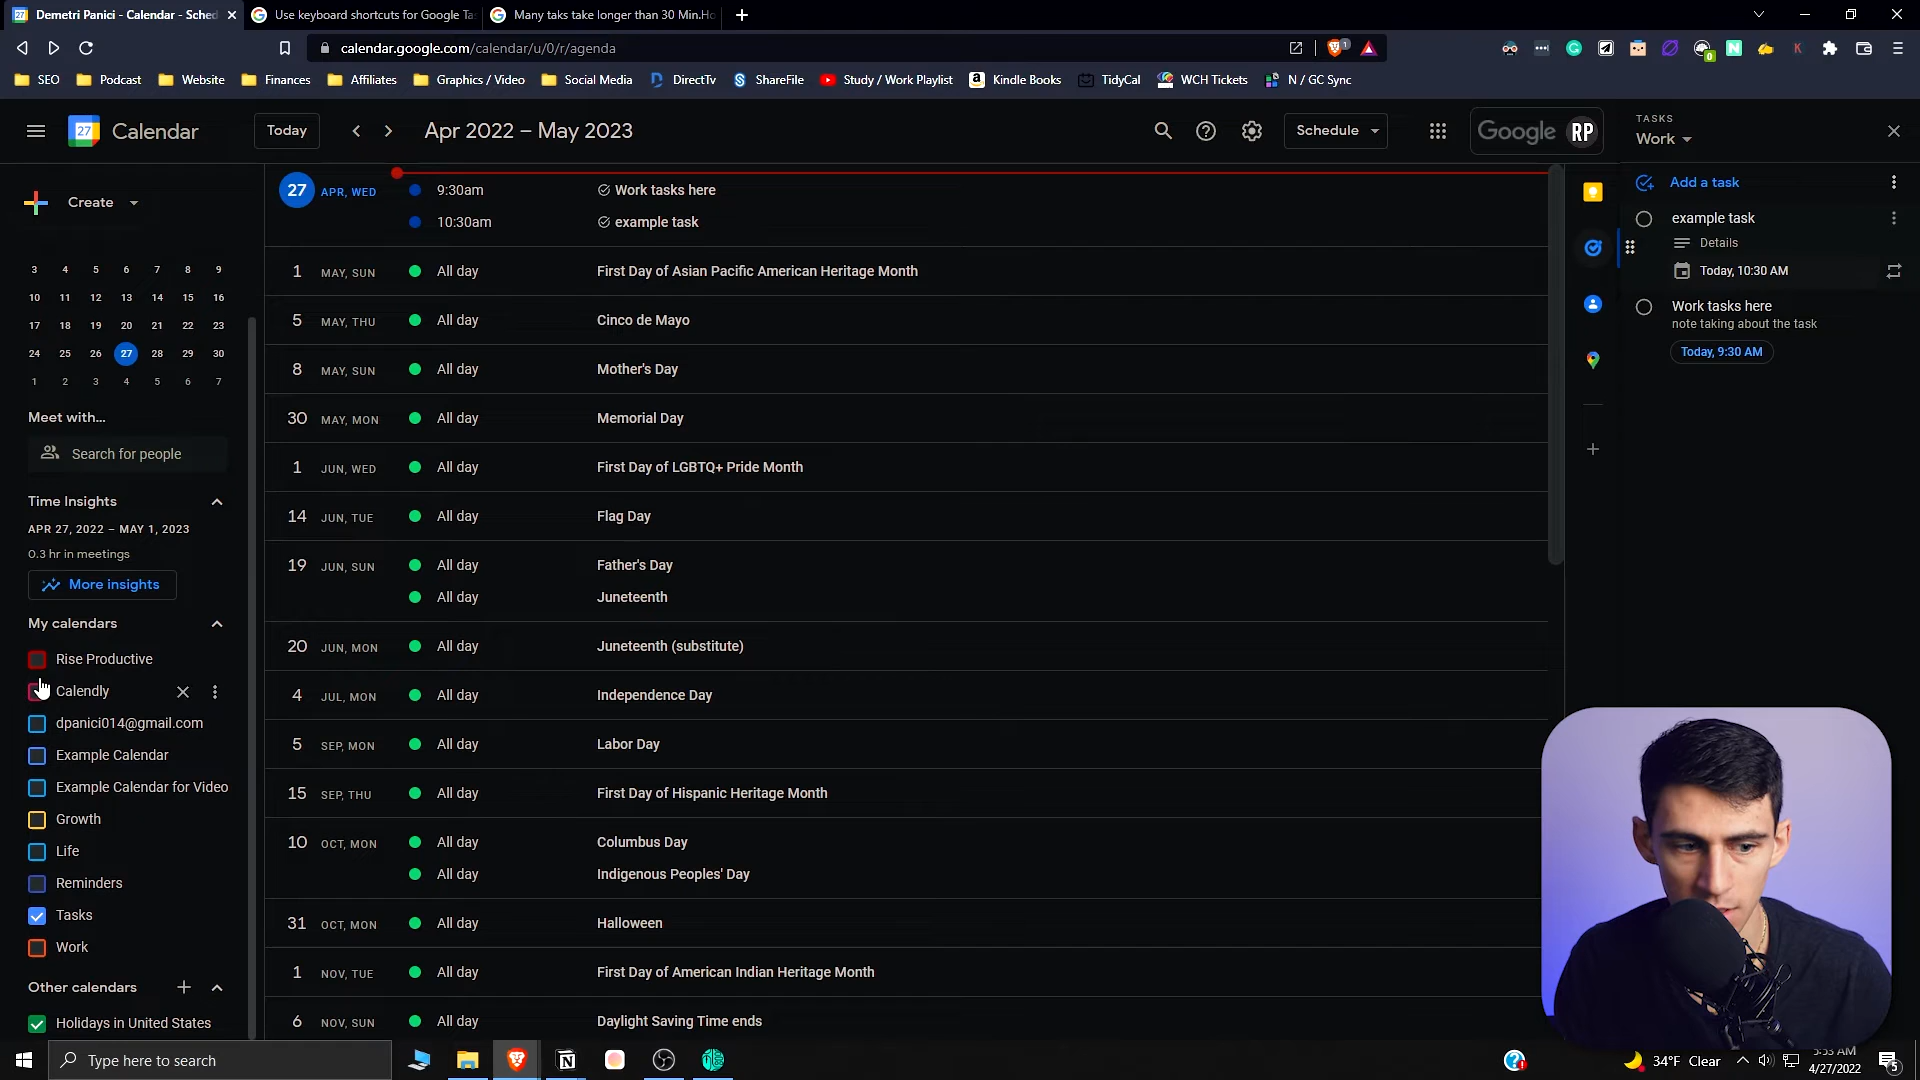 Demetri Panici - Calendar - Sched
Use keyboard shortcuts for Google Ta
Many taks take longer than 30 Min.Ho
calendar.google.com/calendar/u/0/r/agenda
SEO
Podcast
Website
Finances
Affiliates
Graphics / Video
Social Media
DirectTv
ShareFile
Study / Work Playlist
Kindle Books
TidyCal
WCH Tickets
N / GC Sync
27 Calendar
Today
Apr 2022 – May 2023
Schedule
Google RP
TASKS
Work
Create
3 4 5 6 7 8 9
10 11 12 13 14 15 16
17 18 19 20 21 22 23
24 25 26 27 28 29 30
1 2 3 4 5 6 7
Meet with...
Search for people
Time Insights
APR 27, 2022 – MAY 1, 2023
0.3 hr in meetings
More insights
My calendars
Rise Productive
Calendly
dpanici014@gmail.com
Example Calendar
Example Calendar for Video
Growth
Life
Reminders
Tasks
Work
Other calendars
Holidays in United States
27 APR, WED 9:30am Work tasks here
10:30am example task
1 MAY, SUN All day First Day of Asian Pacific American Heritage Month
5 MAY, THU All day Cinco de Mayo
8 MAY, SUN All day Mother's Day
30 MAY, MON All day Memorial Day
1 JUN, WED All day First Day of LGBTQ+ Pride Month
14 JUN, TUE All day Flag Day
19 JUN, SUN All day Father's Day
All day Juneteenth
20 JUN, MON All day Juneteenth (substitute)
4 JUL, MON All day Independence Day
5 SEP, MON All day Labor Day
15 SEP, THU All day First Day of Hispanic Heritage Month
10 OCT, MON All day Columbus Day
All day Indigenous Peoples' Day
31 OCT, MON All day Halloween
1 NOV, TUE All day First Day of American Indian Heritage Month
6 NOV, SUN All day Daylight Saving Time ends
Add a task
example task
Details
Today, 10:30 AM
Work tasks here
note taking about the task
Today, 9:30 AM
Type here to search
34°F Clear
5:53 AM
4/27/2022
5